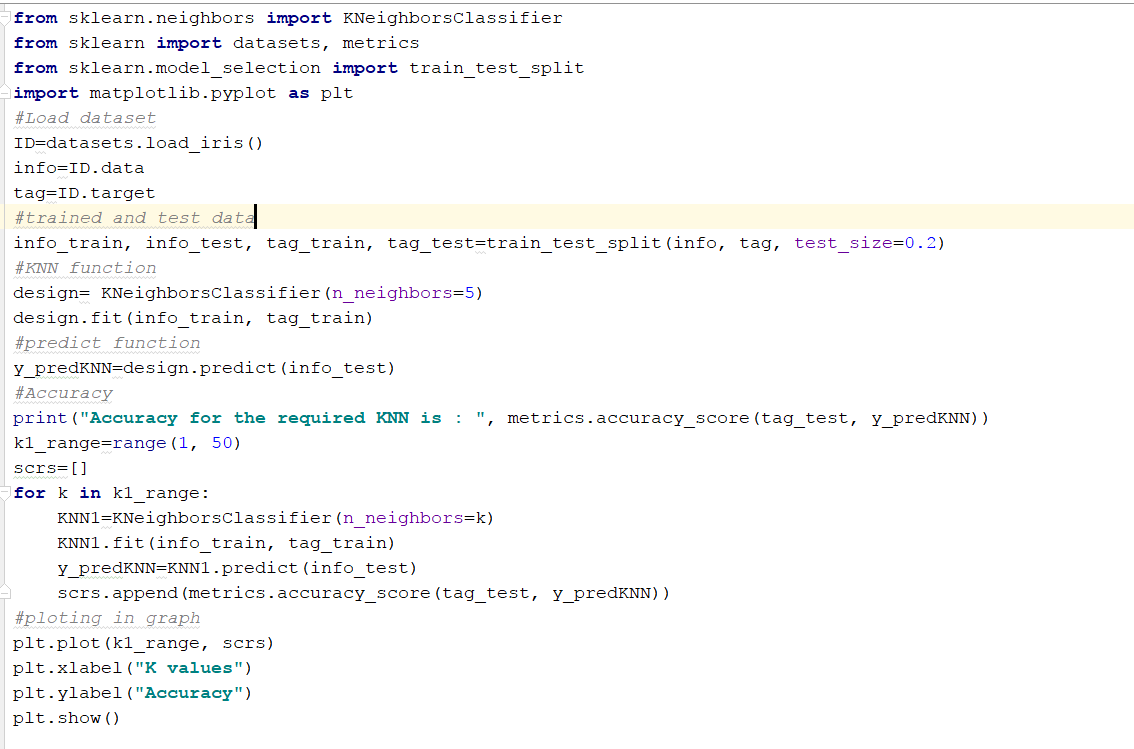 from sklearn.neighbors import KNeighborsClassifier
from sklearn import datasets, metrics
from sklearn.model_selection import train_test_split
import matplotlib.pyplot as plt
#Load dataset
ID=datasets.load_iris()
info=ID.data
tag=ID.target
#trained and test data
info_train, info_test, tag_train, tag_test=train_test_split(info, tag, test_size=0.2)
#KNN function
design= KNeighborsClassifier(n_neighbors=5)
design.fit(info_train, tag_train)
#predict function
y_predKNN=design.predict(info_test)
#Accuracy
print("Accuracy for the required KNN is : ", metrics.accuracy_score(tag_test, y_predKNN))
k1_range=range(1, 50)
scrs=[]
for k in k1_range:
    KNN1=KNeighborsClassifier(n_neighbors=k)
    KNN1.fit(info_train, tag_train)
    y_predKNN=KNN1.predict(info_test)
    scrs.append(metrics.accuracy_score(tag_test, y_predKNN))
#ploting in graph
plt.plot(k1_range, scrs)
plt.xlabel("K values")
plt.ylabel("Accuracy")
plt.show()